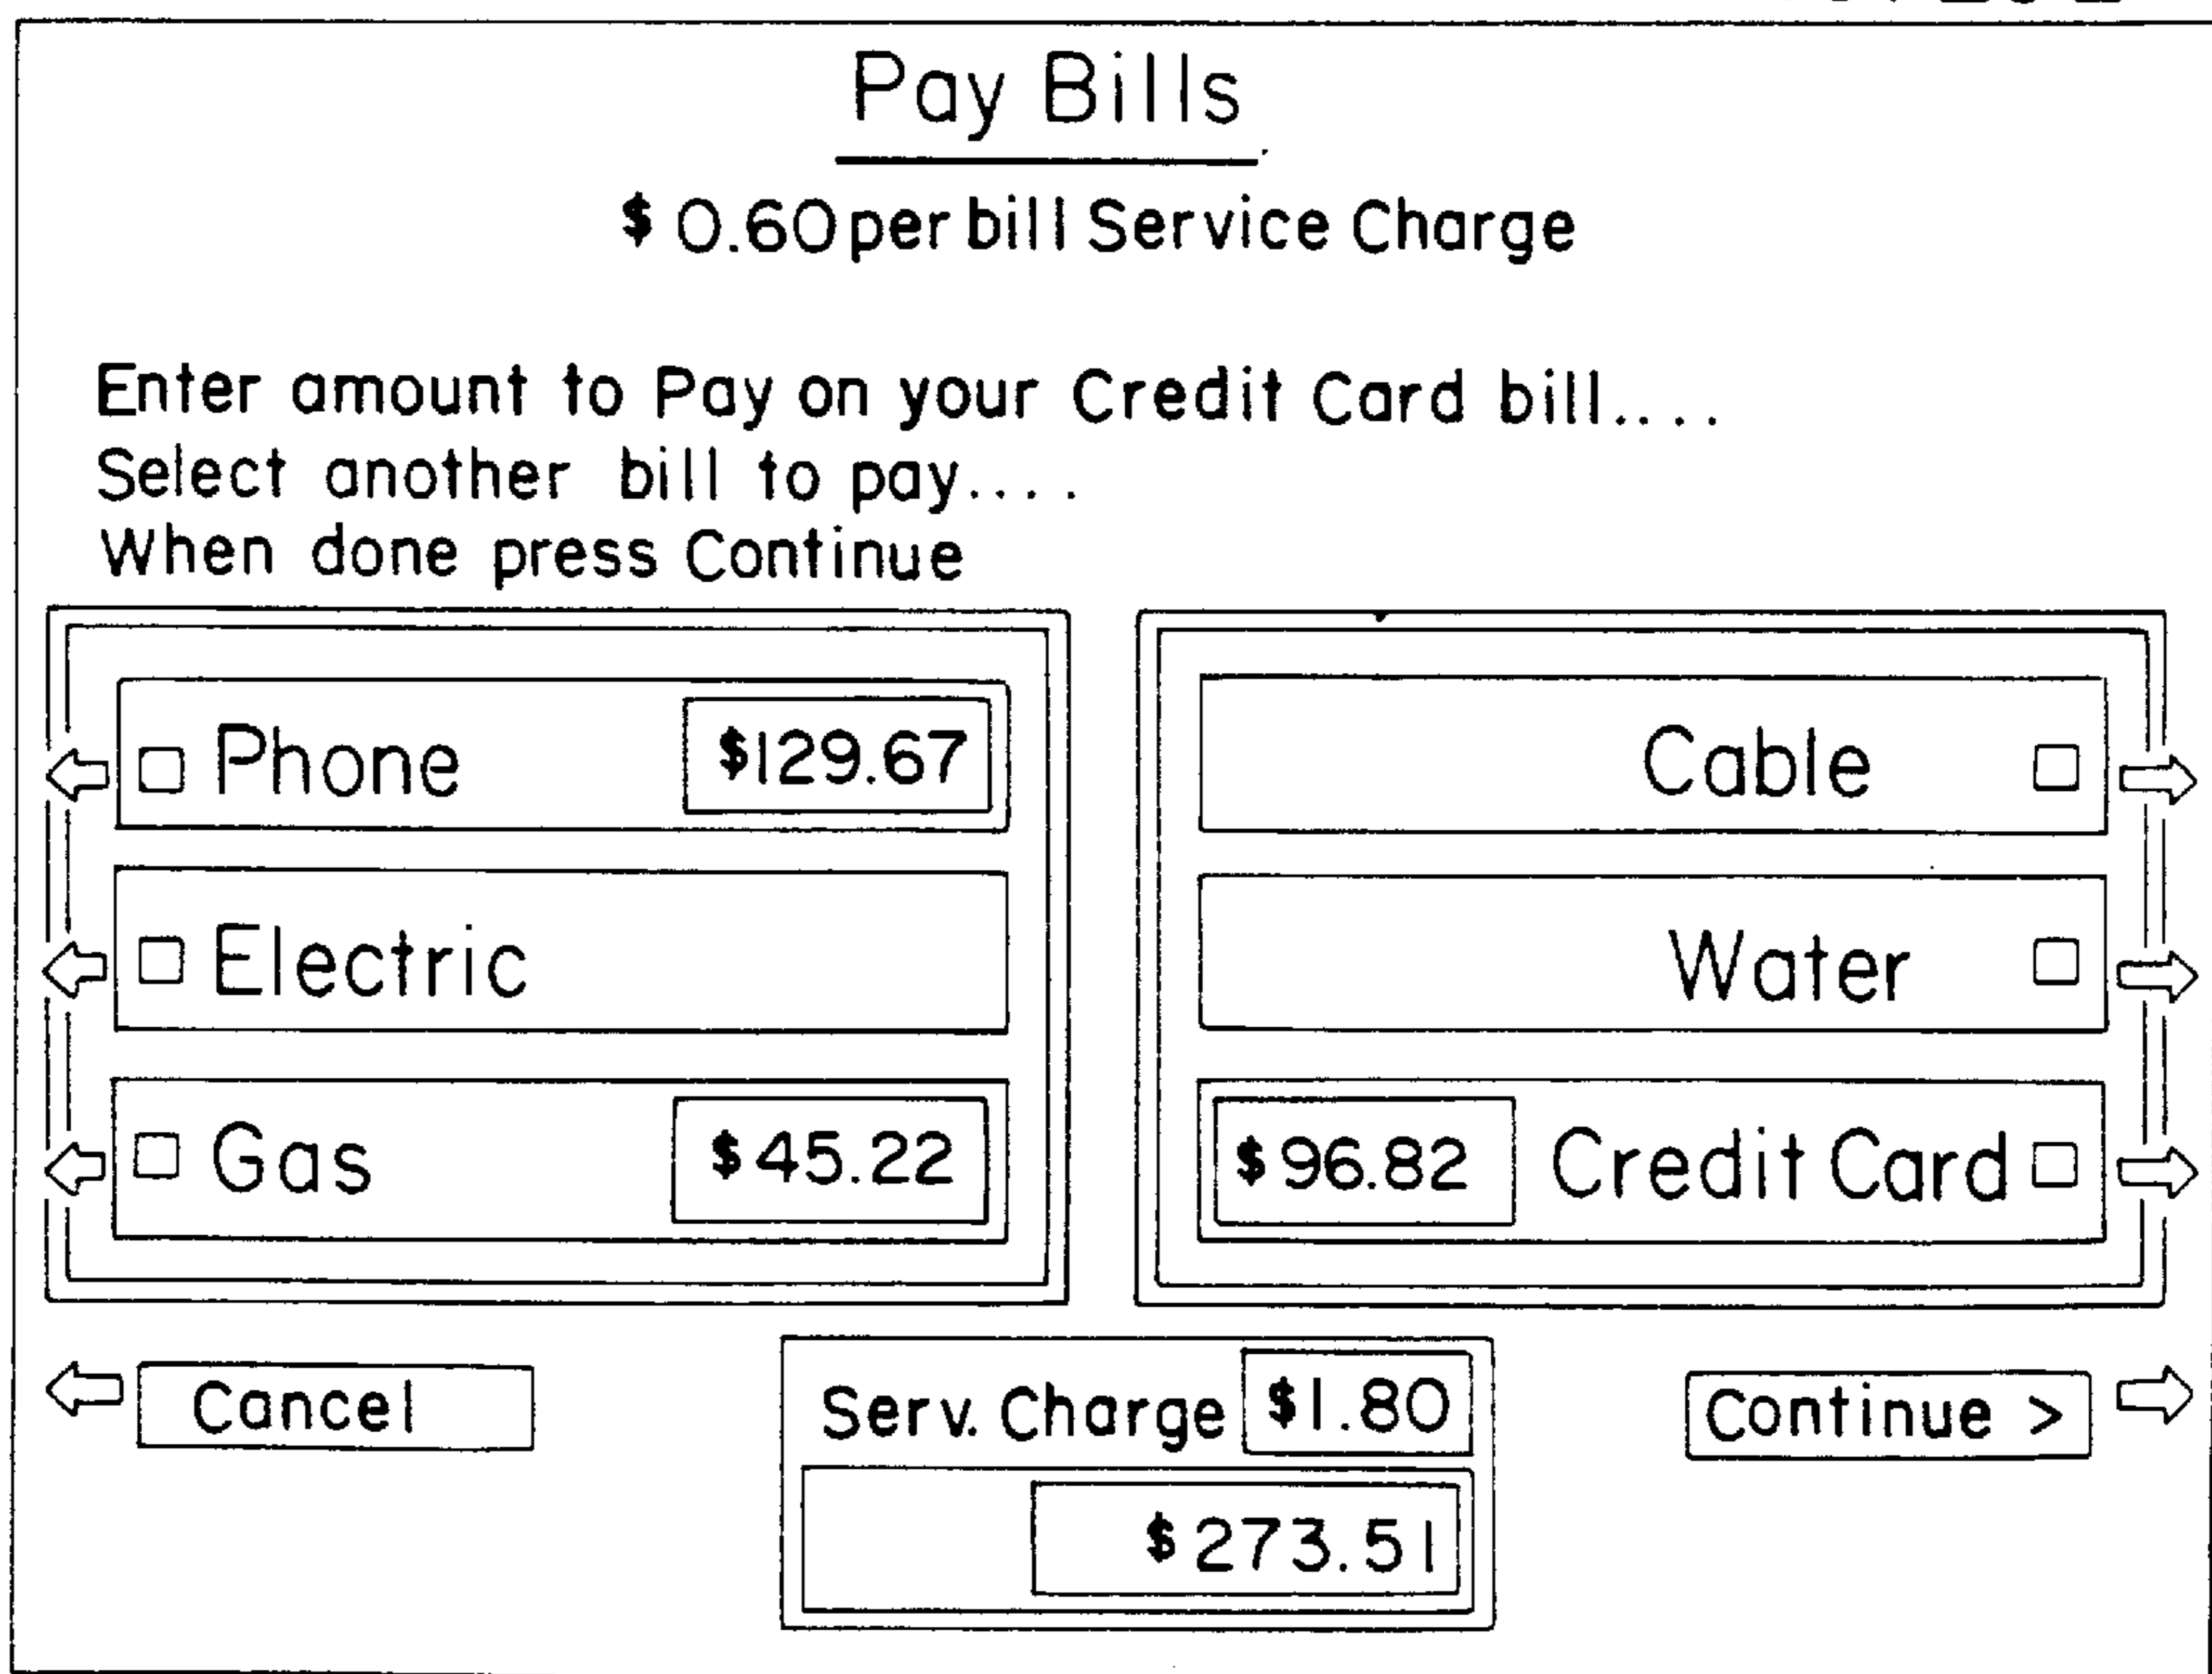 Pay Bills
$0.60 per bill Service Charge
Enter amount to Pay on your Credit Card bill....
Select another bill to pay....
When done press Continue
Phone $129.67
Electric
Gas $45.22
Cable
Water
$96.82 Credit Card
Cancel
Serv. Charge $1.80
$273.51
Continue >